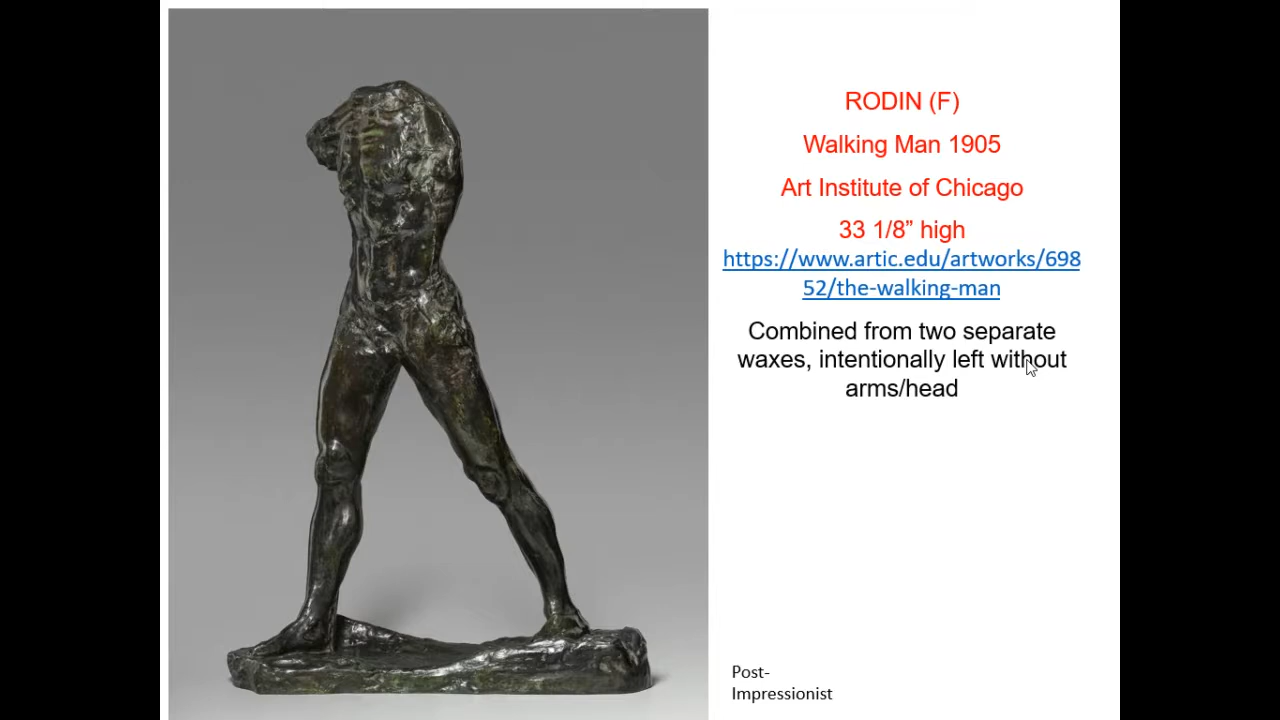 RODIN (F)
Walking Man 1905
Art Institute of Chicago
33 1/8” high
https://www.artic.edu/artworks/698
52/the-walking-man
Combined from two separate
waxes, intentionally left without
arms/head
Post-
Impressionist